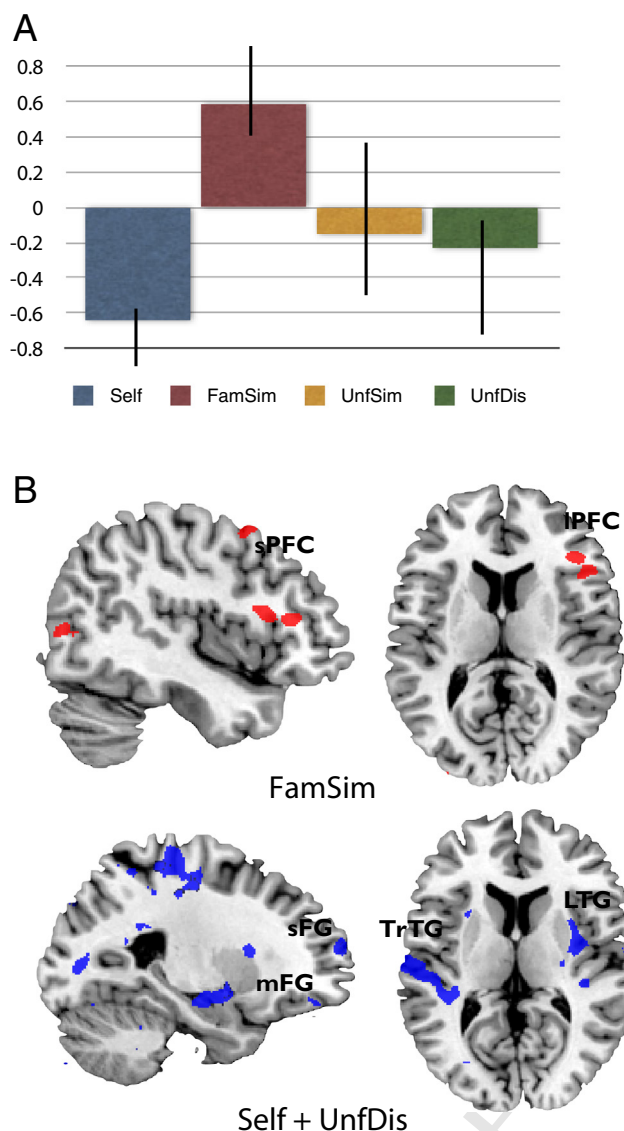 A
0.8
0.6
0.4
0.2
0
-0.2
-0.4
-0.6
-0.8
Self FamSim UnfSim UnfDis
B
sPFC
lPFC
FamSim
LTG
TrTG
sFG
mFG
Self + UnfDis